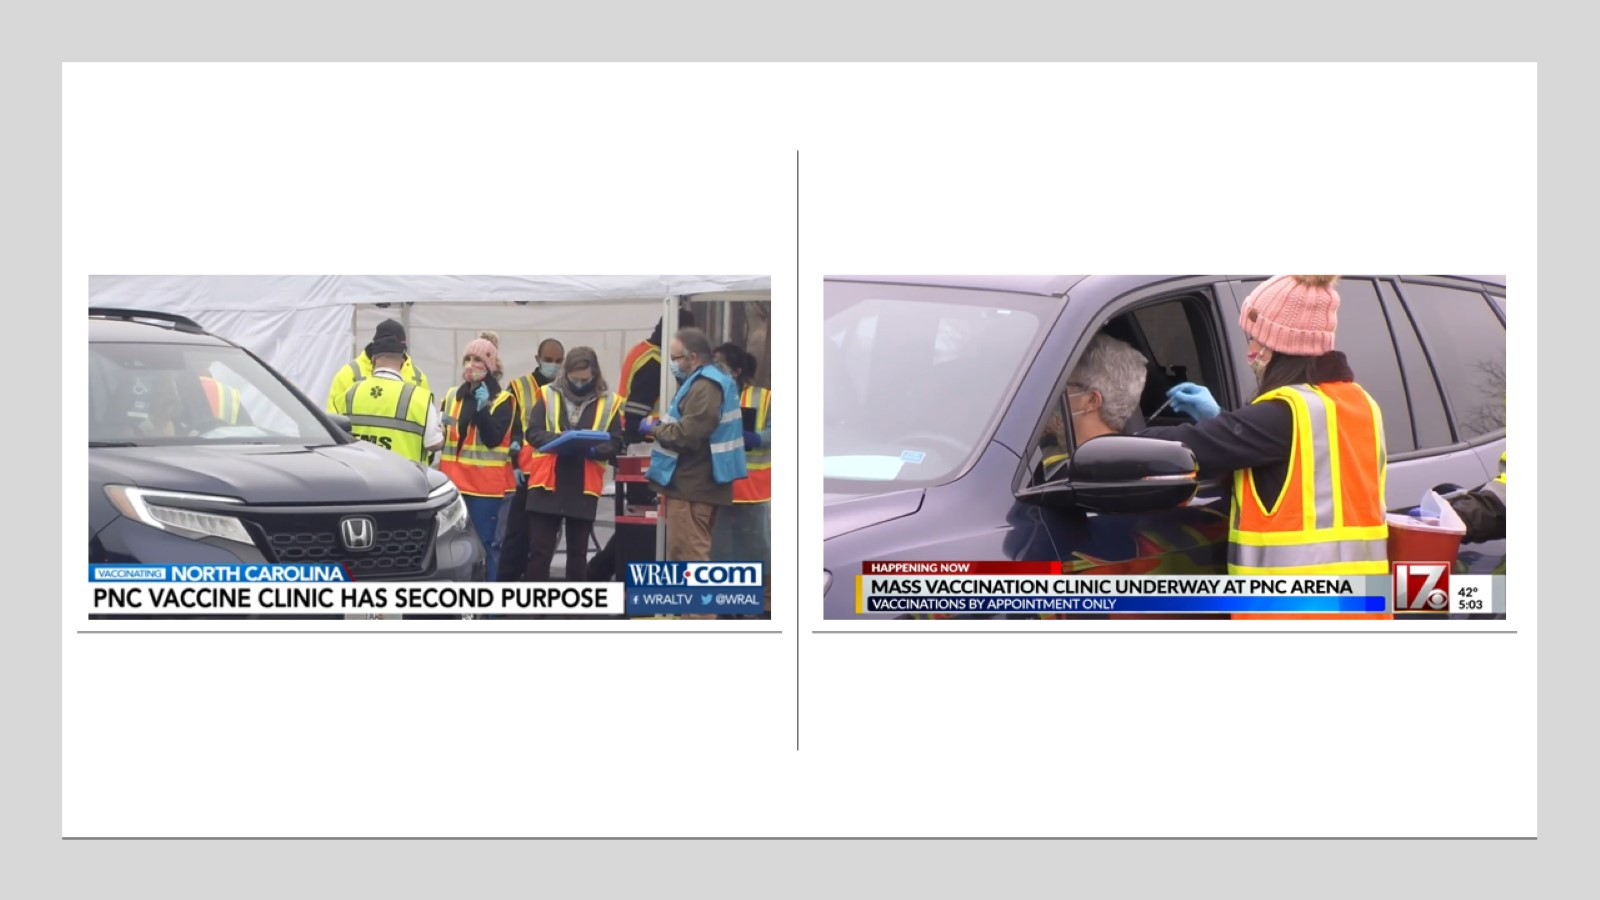 EMS
VACCINATING NORTH CAROLINA
PNC VACCINE CLINIC HAS SECOND PURPOSE
WRAL.com
f WRALTV @WRAL
HAPPENING NOW
MASS VACCINATION CLINIC UNDERWAY AT PNC ARENA
VACCINATIONS BY APPOINTMENT ONLY
17
42°
5:03